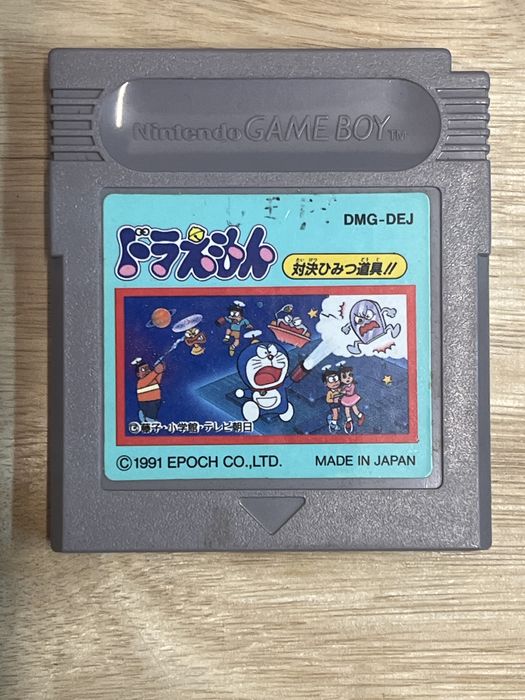 Nintendo GAME BOY TM
DMG-DEJ
ドラえもん
対決ひみつ道具!!
たいけつ どうぐ
©藤子・小学館・テレビ朝日
©1991 EPOCH CO.,LTD. MADE IN JAPAN